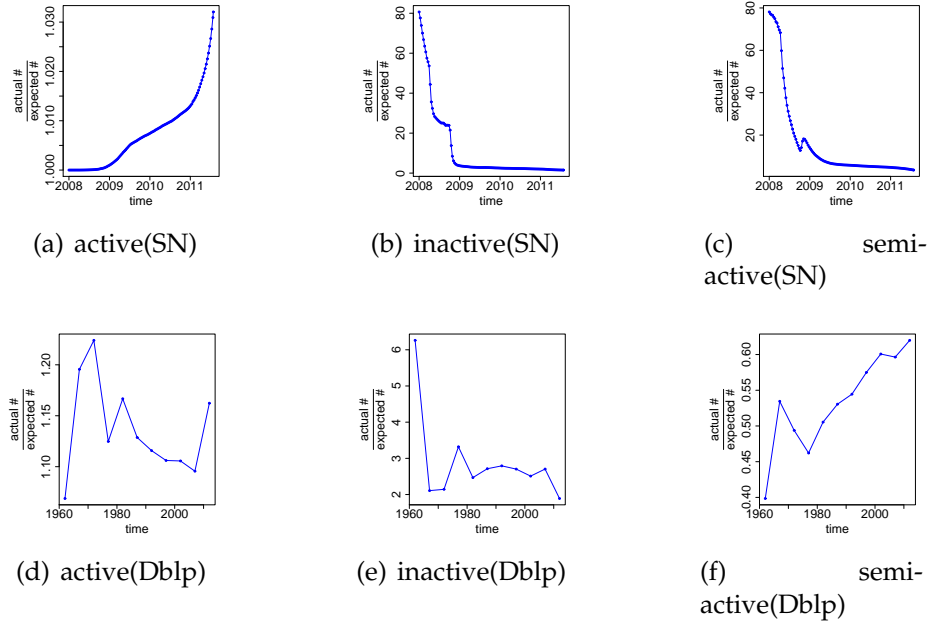 actual #
expected #
1.000 1.010 1.020 1.030
2008 2009 2010 2011
time
(a) active(SN)
actual #
expected #
0 20 40 60 80
2008 2009 2010 2011
time
(b) inactive(SN)
actual #
expected #
20 40 60 80
2008 2009 2010 2011
time
(c) semi-
active(SN)
actual #
expected #
1.10 1.15 1.20
1960 1980 2000
time
(d) active(Dblp)
actual #
expected #
2 3 4 5 6
1960 1980 2000
time
(e) inactive(Dblp)
actual #
expected #
0.40 0.45 0.50 0.55 0.60
1960 1980 2000
time
(f) semi-
active(Dblp)